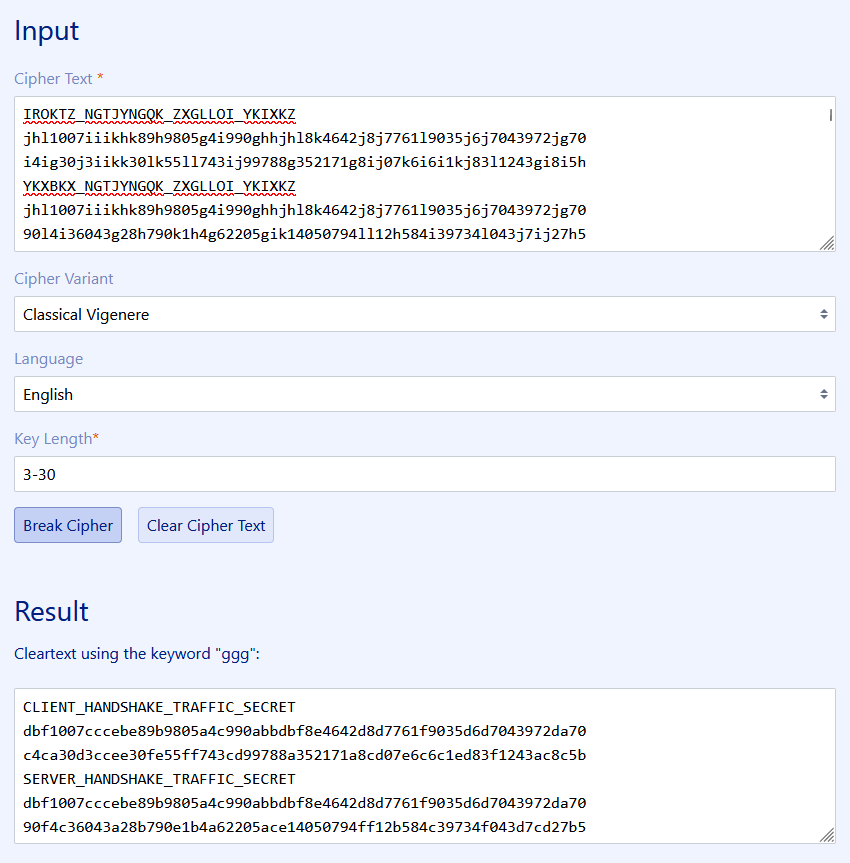 Input
Cipher Text *
IROKTZ_NGTJYNGQK_ZXGLLOI_YKIXKZ
jhl1007iiikhk89h9805g4i990ghhjhl8k4642j8j7761l9035j6j7043972jg70
i4ig30j3iikk30lk55ll743ij99788g352171g8ij07k6i6i1kj83l1243gi8i5h
YKXBKX_NGTJYNGQK_ZXGLLOI_YKIXKZ
jhl1007iiikhk89h9805g4i990ghhjhl8k4642j8j7761l9035j6j7043972jg70
90l4i36043g28h790k1h4g62205gik14050794ll12h584i39734l043j7ij27h5
Cipher Variant
Classical Vigenere
Language
English
Key Length*
3-30
Break Cipher Clear Cipher Text
Result
Cleartext using the keyword "ggg":
CLIENT_HANDSHAKE_TRAFFIC_SECRET
dbf1007cccebe89b9805a4c990abbdbf8e4642d8d7761f9035d6d7043972da70
c4ca30d3ccee30fe55ff743cd99788a352171a8cd07e6c6c1ed83f1243ac8c5b
SERVER_HANDSHAKE_TRAFFIC_SECRET
dbf1007cccebe89b9805a4c990abbdbf8e4642d8d7761f9035d6d7043972da70
90f4c36043a28b790e1b4a62205ace14050794ff12b584c39734f043d7cd27b5